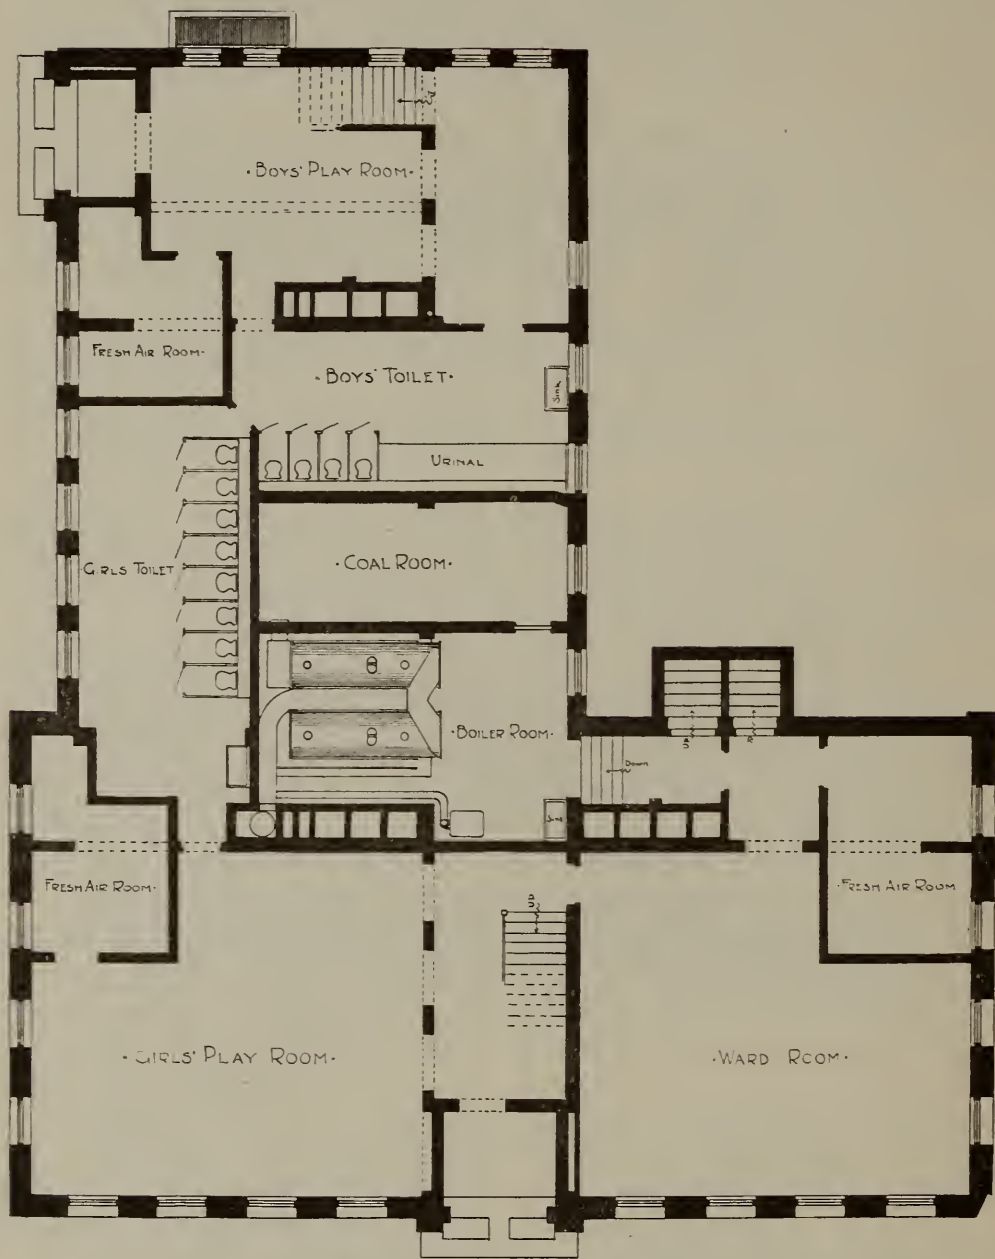 · BOYS' PLAY ROOM ·
FRESH AIR ROOM ·
· BOYS' TOILET ·
Sink
URINAL
GIRLS TOILET
· COAL ROOM ·
· BOILER ROOM ·
Down
Sink
FRESH AIR ROOM ·
· FRESH AIR ROOM
· GIRLS' PLAY ROOM ·
· WARD ROOM ·